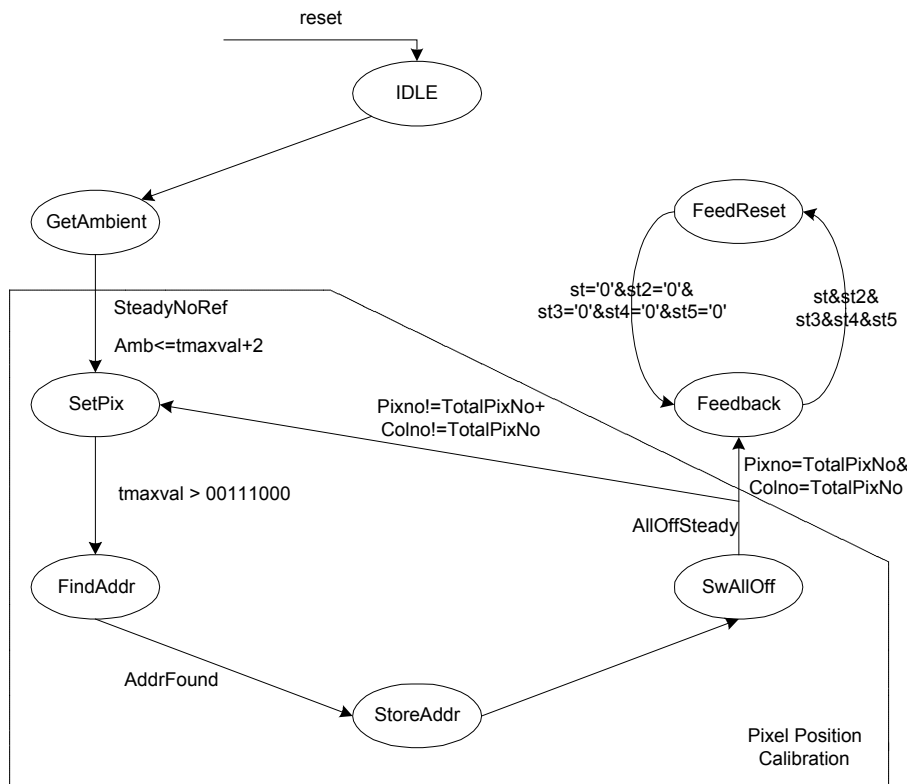 reset
IDLE
GetAmbient
FeedReset
st='0'&st2='0'&
st3='0'&st4='0'&st5='0'
st&st2&
st3&st4&st5
SteadyNoRef
Amb<=tmaxval+2
SetPix
Pixno!=TotalPixNo+
Colno!=TotalPixNo
Feedback
Pixno=TotalPixNo&
Colno=TotalPixNo
tmaxval > 00111000
AllOffSteady
FindAddr
SwAllOff
AddrFound
StoreAddr
Pixel Position
Calibration